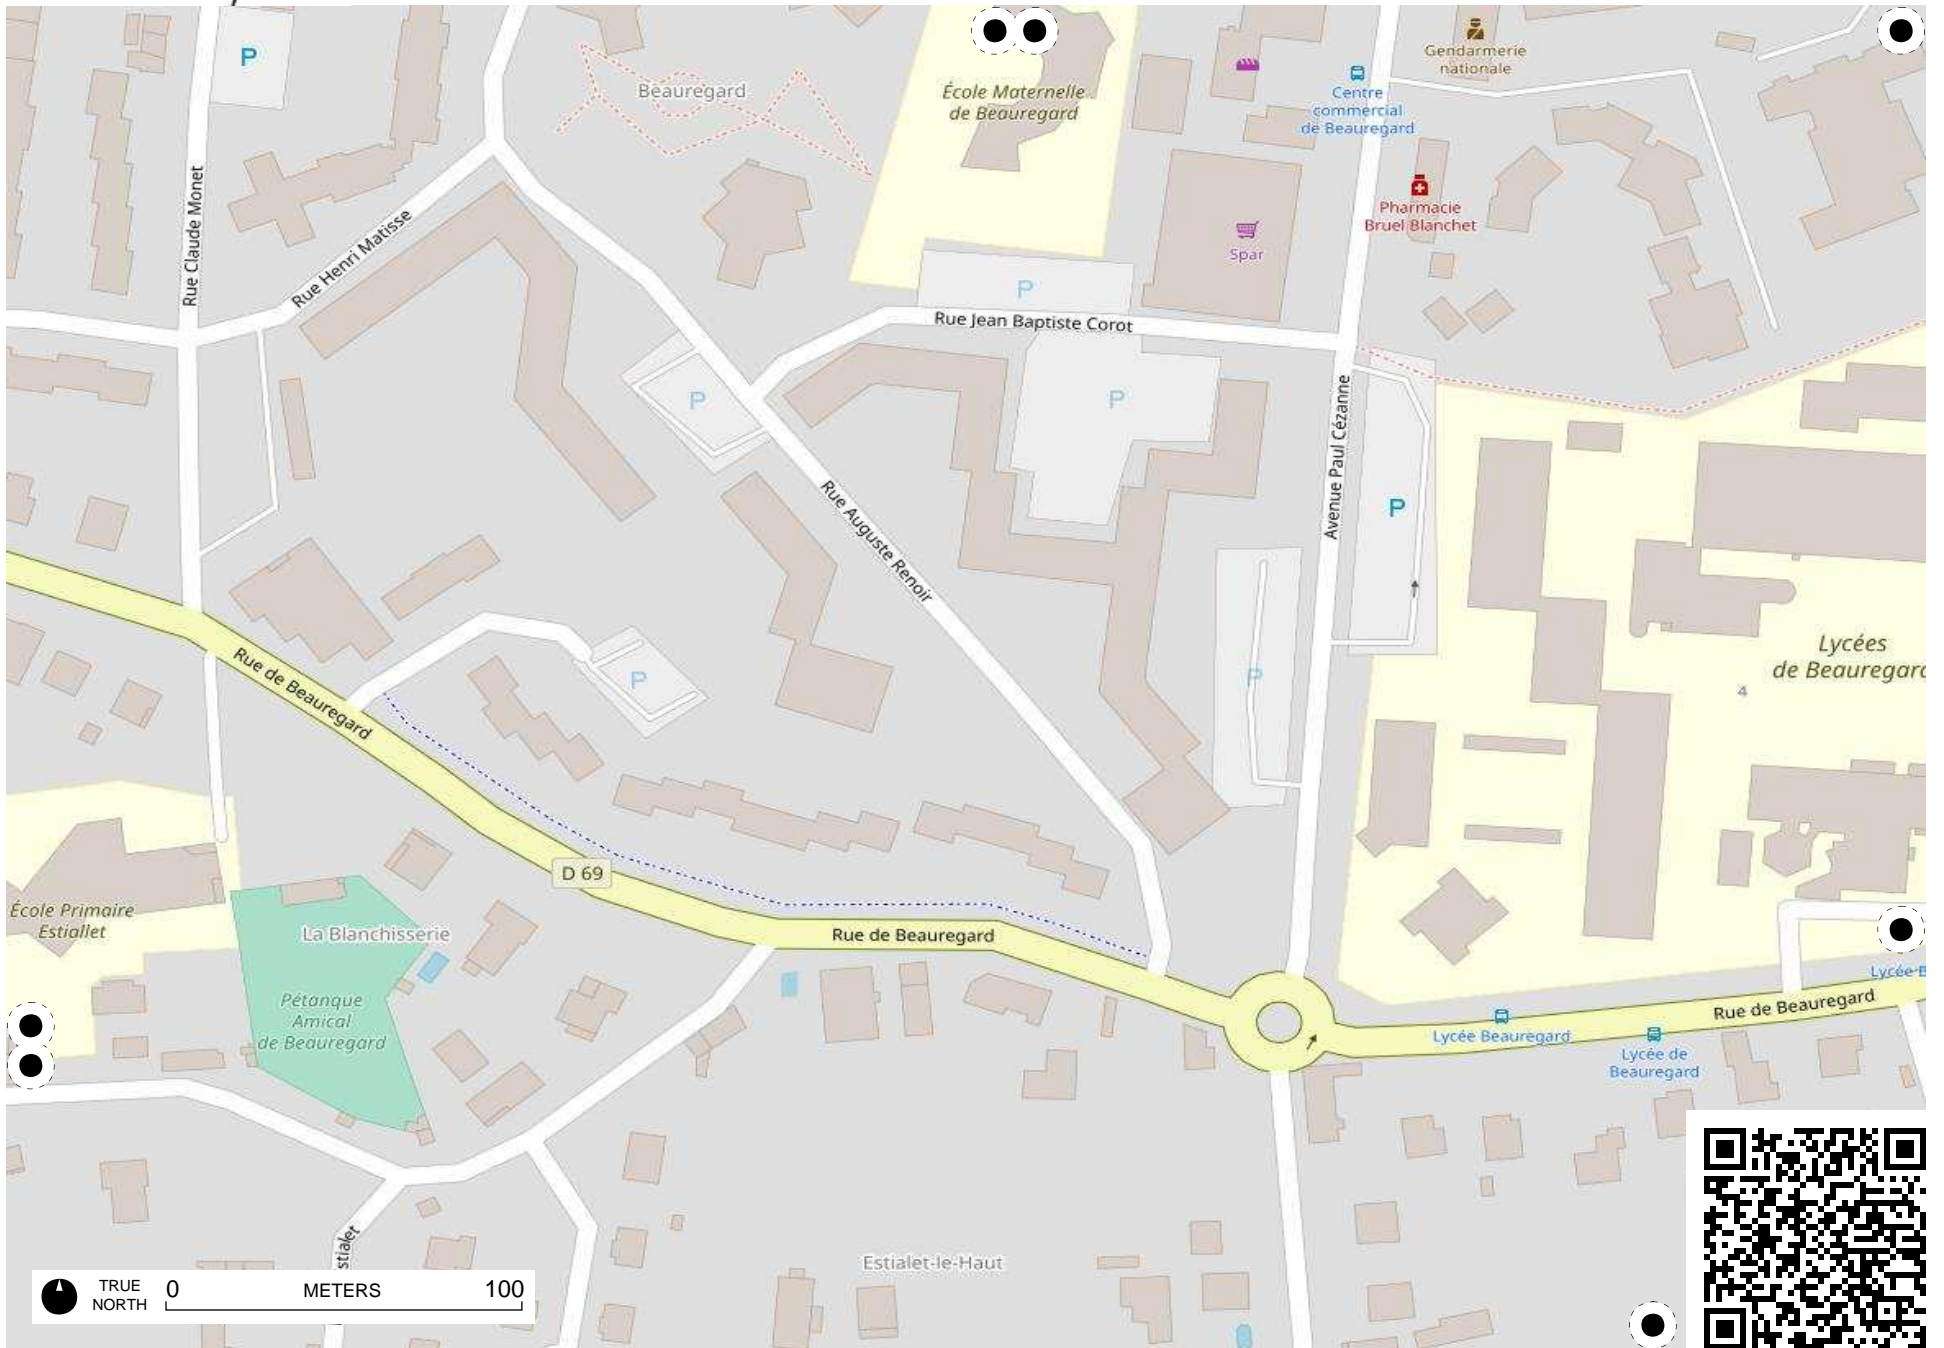 P
Gendarmerie
nationale
Beauregard
École Maternelle
de Beauregard
Centre
commercial
de Beauregard
Rue Claude Monet
Rue Henri Matisse
Pharmacie
Bruel Blanchet
Spar
P
Rue Jean Baptiste Corot
P
P
Avenue Paul Cézanne
Rue Auguste Renoir
P
Lycées
de Beauregard
4
Rue de Beauregard
P
P
D 69
École Primaire
Estiallet
La Blanchisserie
Rue de Beauregard
Lycée B
Pétanque
Amical
de Beauregard
Rue de Beauregard
Lycée Beauregard
Lycée de
Beauregard
stialet
Estialet-le-Haut
TRUE
NORTH
0 METERS 100